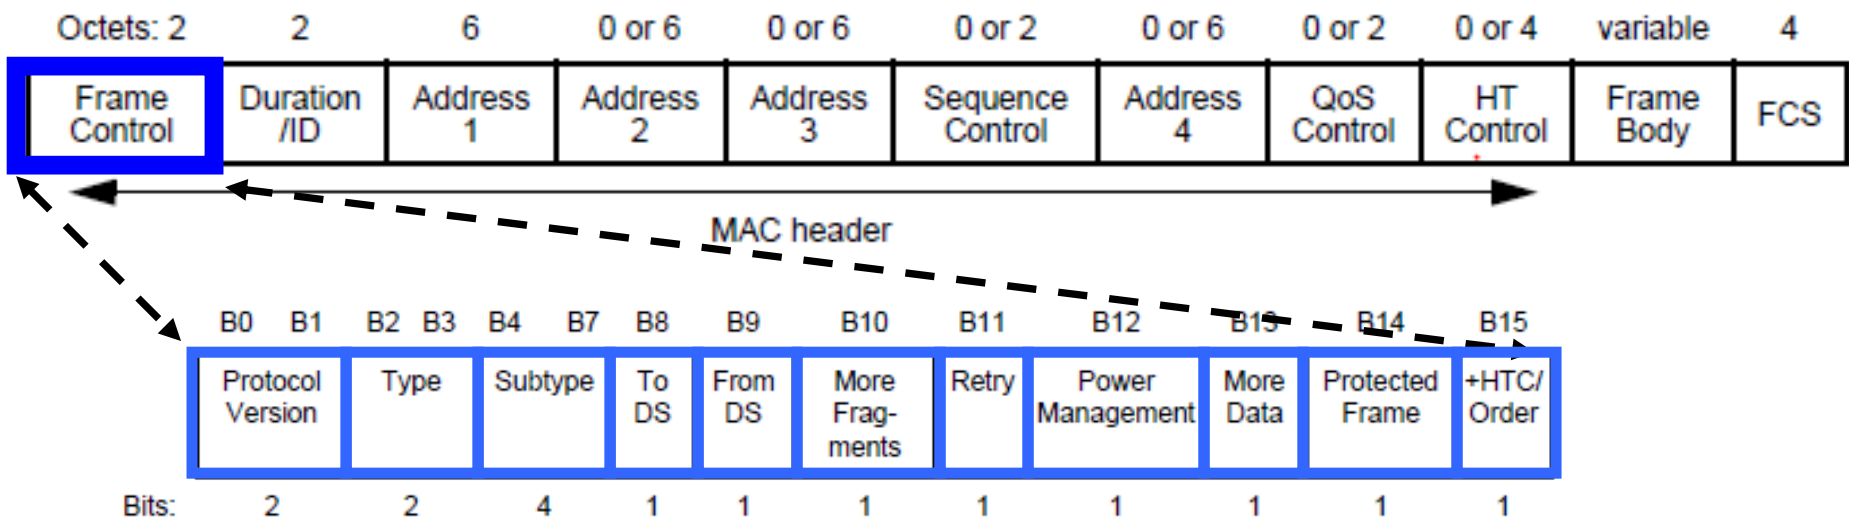 Octets: 2 2 6 0 or 6 0 or 6 0 or 2 0 or 6 0 or 2 0 or 4 variable 4
Frame Control Duration /ID Address 1 Address 2 Address 3 Sequence Control Address 4 QoS Control HT Control Frame Body FCS
MAC header
B0 B1 B2 B3 B4 B7 B8 B9 B10 B11 B12 B13 B14 B15
Protocol Version Type Subtype To DS From DS More Frag- ments Retry Power Management More Data Protected Frame +HTC/ Order
Bits: 2 2 4 1 1 1 1 1 1 1 1